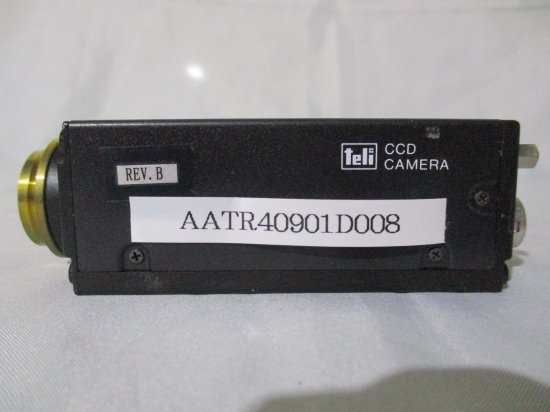 teli CCD
CAMERA
REV.B
AATR40901D008